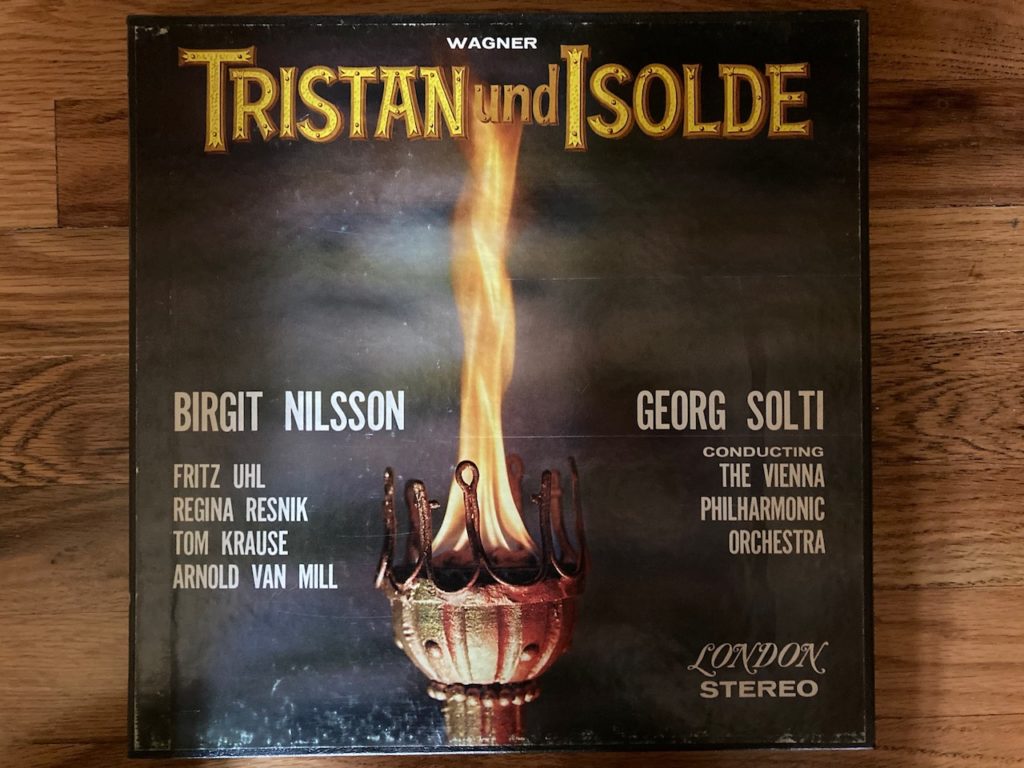 WAGNER
TRISTAN und ISOLDE
BIRGIT NILSSON
FRITZ UHL
REGINA RESNIK
TOM KRAUSE
ARNOLD VAN MILL
GEORG SOLTI
CONDUCTING
THE VIENNA
PHILHARMONIC
ORCHESTRA
LONDON
STEREO